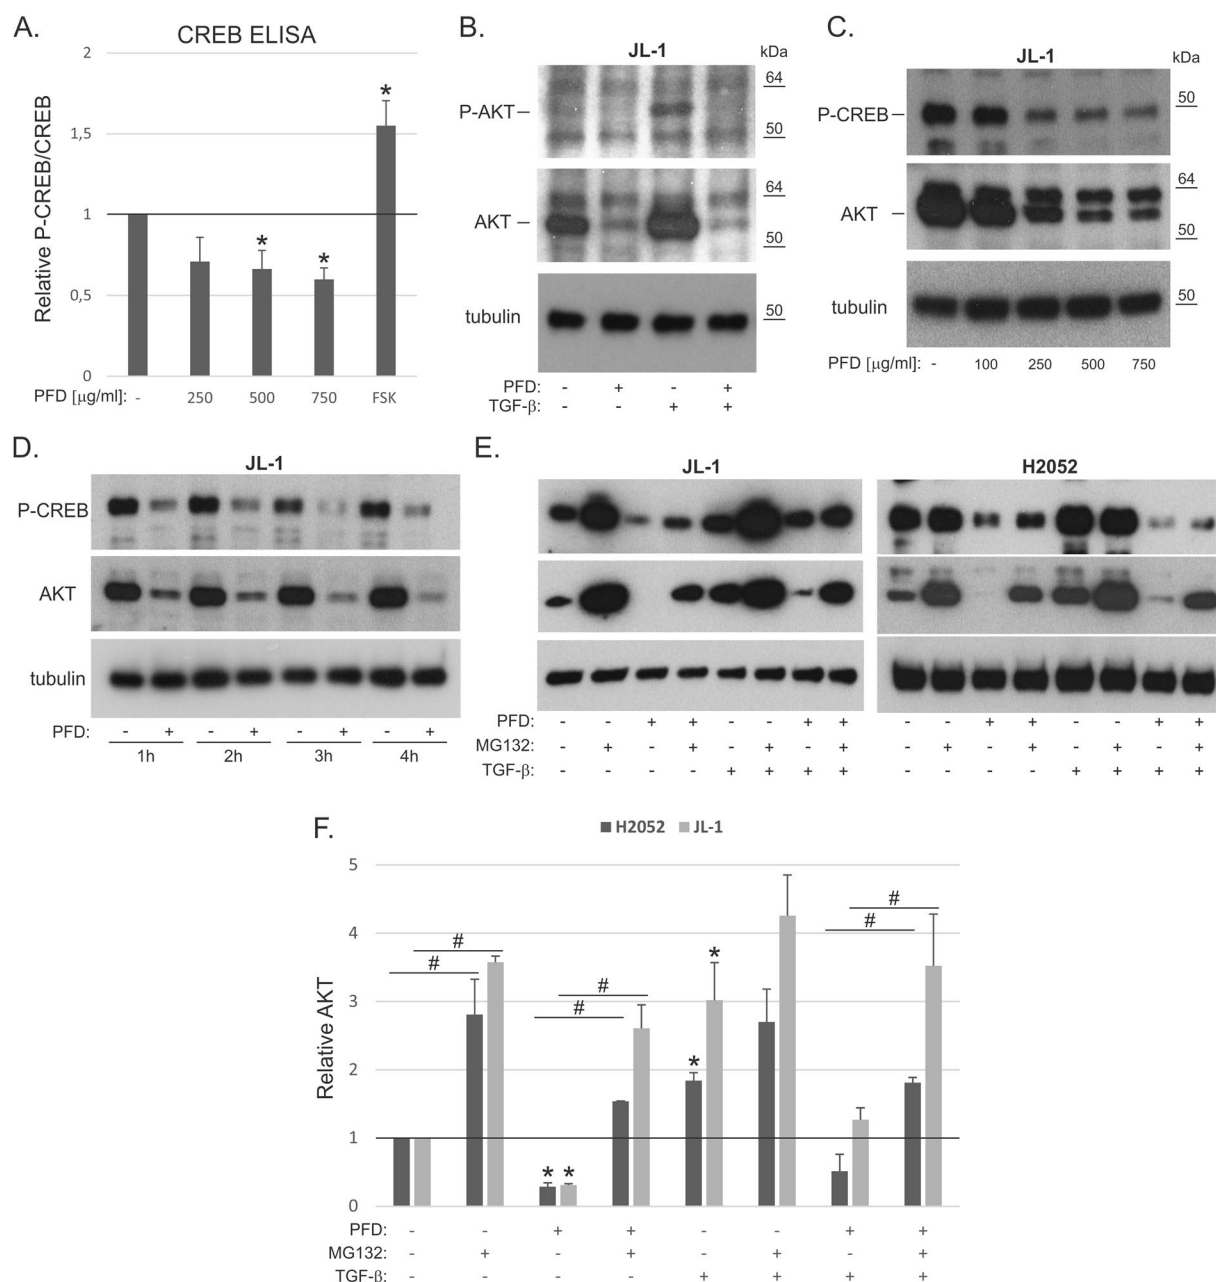 A.
CREB ELISA
Relative P-CREB/CREB
2
1,5
1
0,5
0
* * *
PFD [μg/ml]: - 250 500 750 FSK
B.
JL-1
kDa
P-AKT
64
50
AKT
64
50
tubulin
50
PFD: - + - +
TGF-β: - - + +
C.
JL-1
kDa
P-CREB
50
AKT
64
50
tubulin
50
PFD [μg/ml]: - 100 250 500 750
D.
JL-1
P-CREB
AKT
tubulin
PFD: - + - + - + - +
1h 2h 3h 4h
E.
JL-1 H2052
PFD: - - + + - - + + - - + + - - + +
MG132: - + - + - + - + - + - + - + - +
TGF-β: - - - - + + + + - - - - + + + +
F.
H2052 JL-1
Relative AKT
5
4
3
2
1
0
# # * * # # * * # #
PFD: - - + + - - + +
MG132: - + - + - + - +
TGF-β: - - - - + + + +